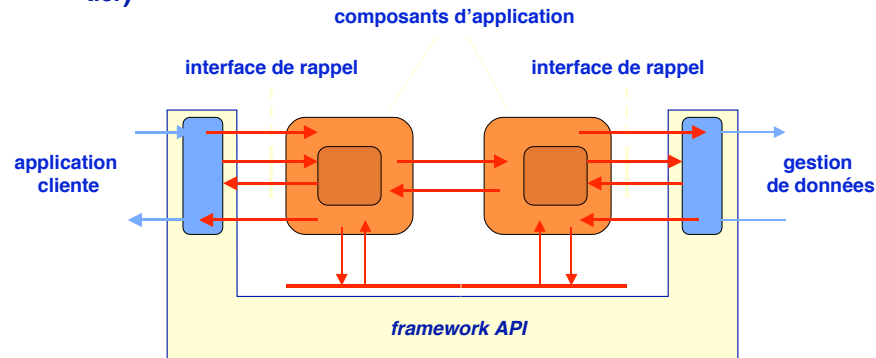 composants d'application
interface de rappel
interface de rappel
application
cliente
gestion
de données
framework API